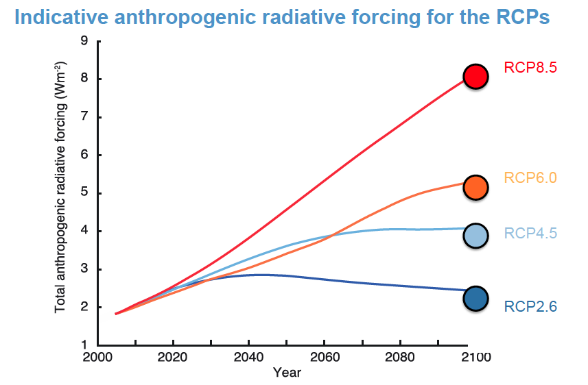 Indicative anthropogenic radiative forcing for the RCPs
Total anthropogenic radiative forcing (Wm⁻²)
9
8
7
6
5
4
3
2
1
2000
2020
2040
2060
2080
2100
Year
RCP8.5
RCP6.0
RCP4.5
RCP2.6